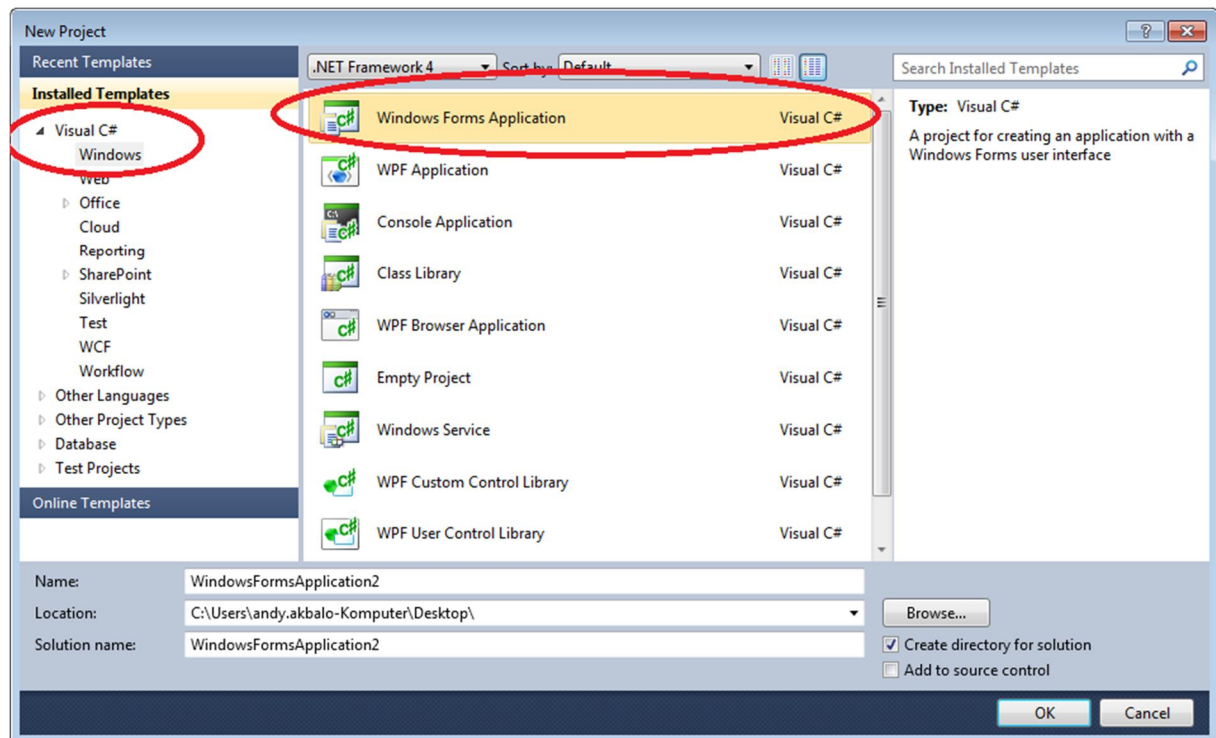 New Project
Recent Templates
.NET Framework 4
Sort by: Default
Search Installed Templates
Installed Templates
Visual C#
Windows
Web
Office
Cloud
Reporting
SharePoint
Silverlight
Test
WCF
Workflow
Other Languages
Other Project Types
Database
Test Projects
Online Templates
Windows Forms Application Visual C#
WPF Application Visual C#
Console Application Visual C#
Class Library Visual C#
WPF Browser Application Visual C#
Empty Project Visual C#
Windows Service Visual C#
WPF Custom Control Library Visual C#
WPF User Control Library Visual C#
Type: Visual C#
A project for creating an application with a
Windows Forms user interface
Name: WindowsFormsApplication2
Location: C:\Users\andy.akbalo-Komputer\Desktop\
Browse...
Solution name: WindowsFormsApplication2
Create directory for solution
Add to source control
OK
Cancel